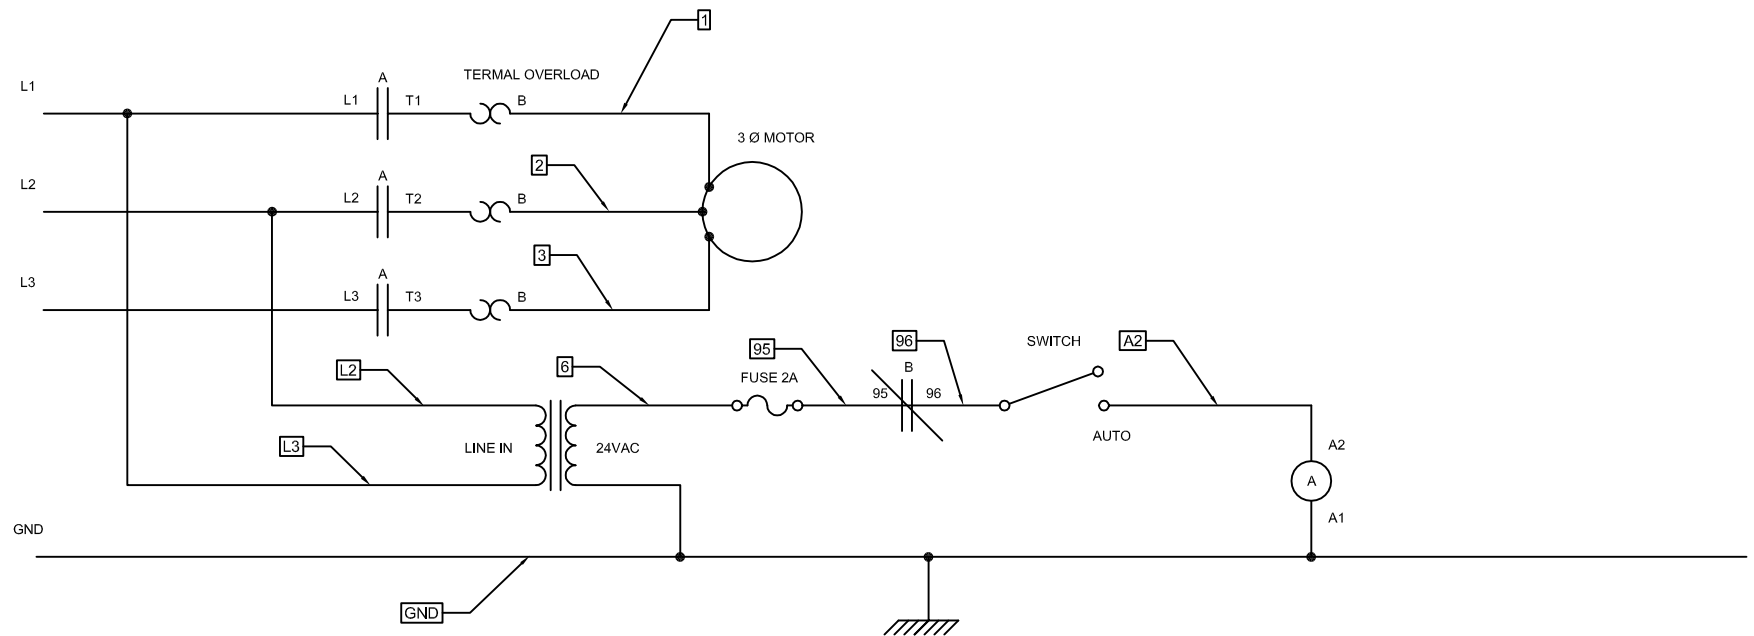 1
TERMAL OVERLOAD
A
L1
L1
T1
B
3 Ø MOTOR
2
A
L2
L2
T2
B
3
A
L3
L3
T3
B
95
96
SWITCH
A2
L2
6
FUSE 2A
B
95
96
AUTO
L3
LINE IN
24VAC
A2
A
A1
GND
GND